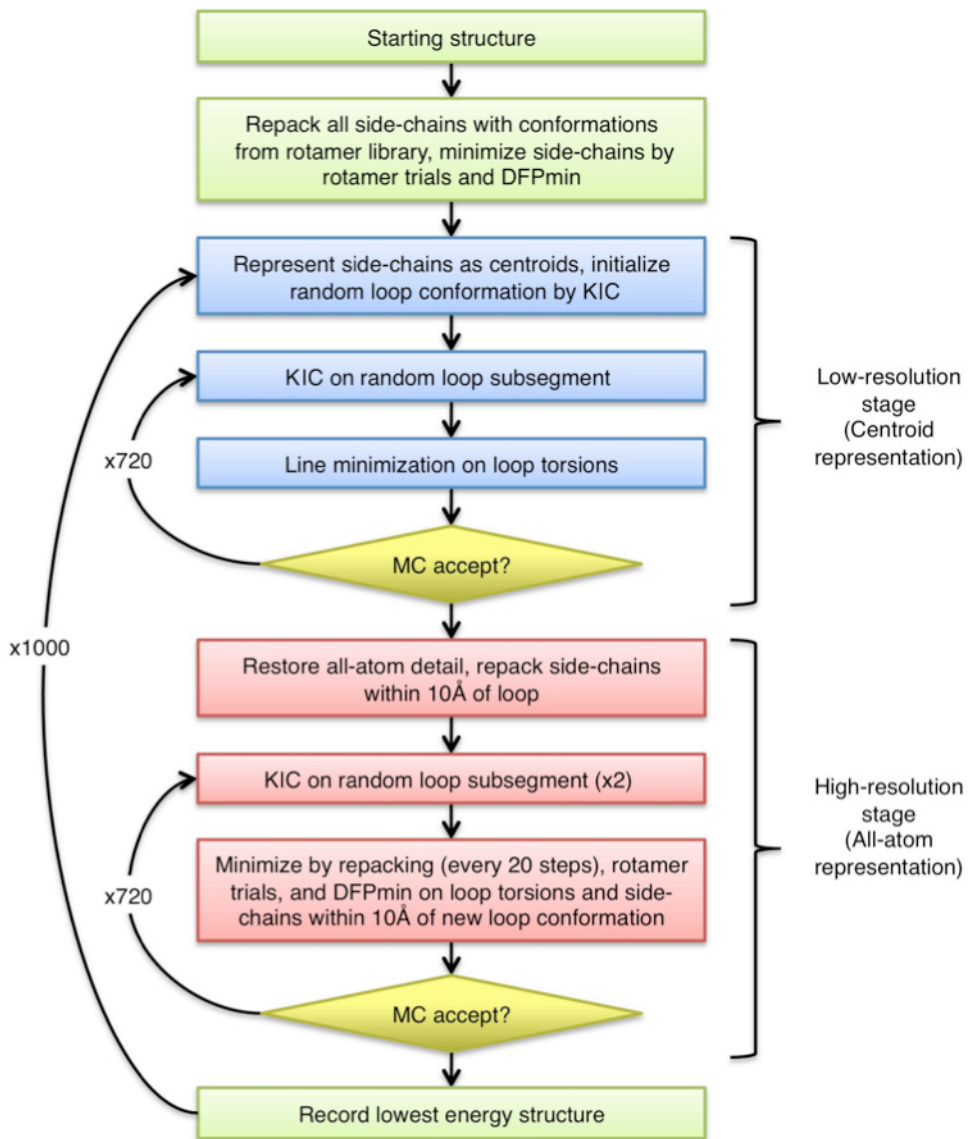 Starting structure
Repack all side-chains with conformations
from rotamer library, minimize side-chains by
rotamer trials and DFPmin
Represent side-chains as centroids, initialize
random loop conformation by KIC
KIC on random loop subsegment
Line minimization on loop torsions
x720
MC accept?
Low-resolution
stage
(Centroid
representation)
x1000
Restore all-atom detail, repack side-chains
within 10Å of loop
KIC on random loop subsegment (x2)
Minimize by repacking (every 20 steps), rotamer
trials, and DFPmin on loop torsions and side-
chains within 10Å of new loop conformation
x720
MC accept?
High-resolution
stage
(All-atom
representation)
Record lowest energy structure